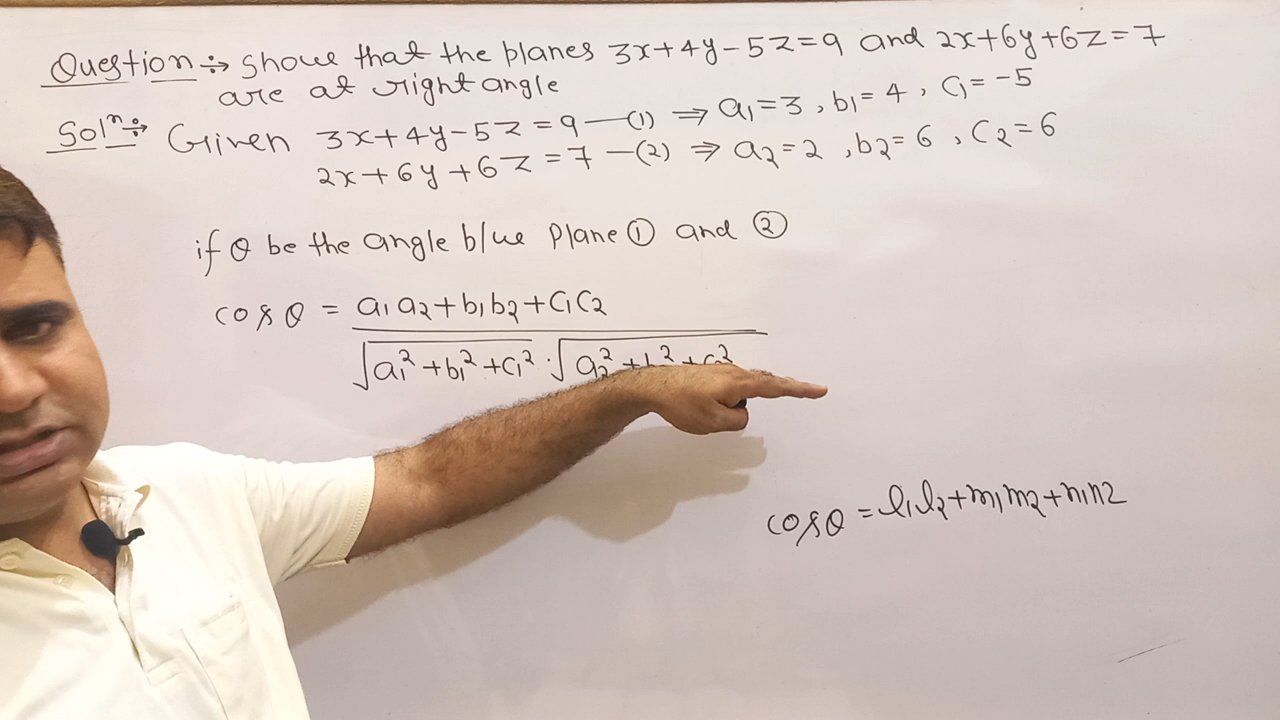 Question :→ Show that the planes 3x+4y-5z=9 and 2x+6y+6z=7
are at right angle
Solⁿ :→ Given 3x+4y-5z=9 —(1) ⇒ a₁=3, b₁=4, c₁=-5
2x+6y+6z=7 —(2) ⇒ a₂=2, b₂=6, c₂=6
if θ be the angle b/w Plane ① and ②
cosθ = a₁a₂+b₁b₂+c₁c₂
√a₁²+b₁²+c₁² · √a₂²+b₂²+c₂²
cosθ = l₁l₂+m₁m₂+n₁n₂